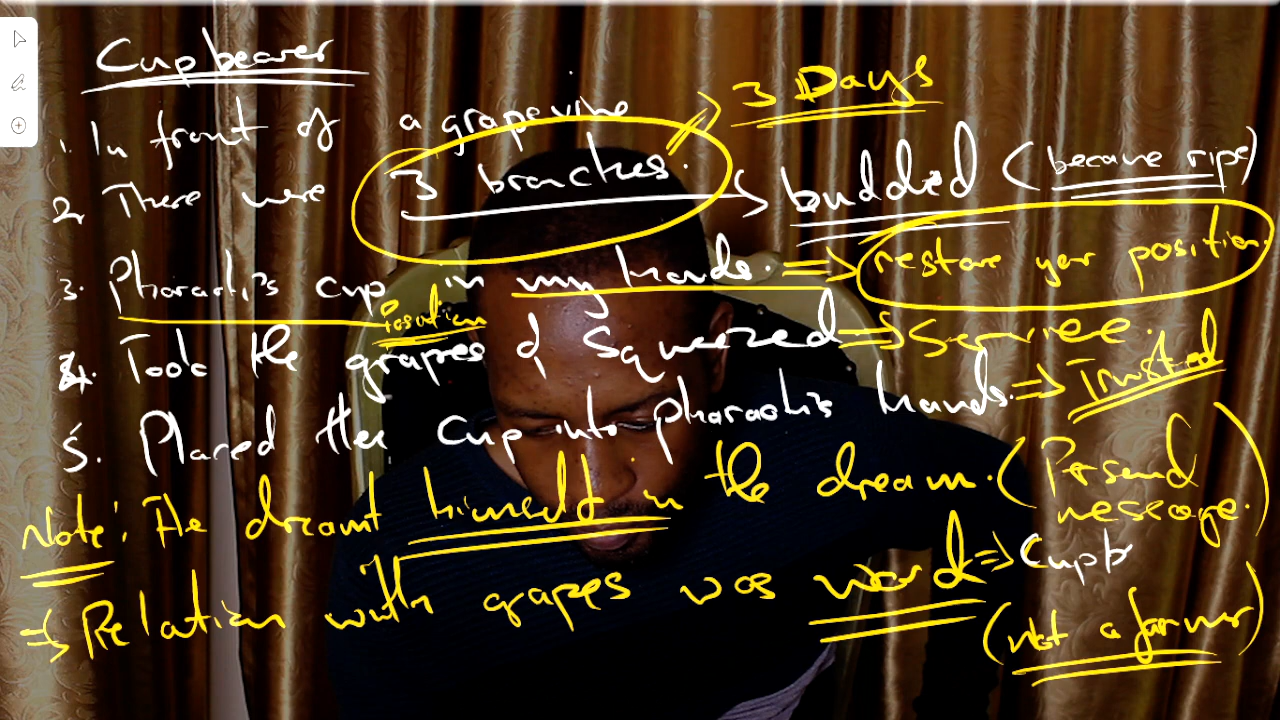 Cupbearer
1. In front of a grapevine => 3 Days
2. There were 3 branches. -> budded (became ripe)
3. Pharaoh's cup in my hands. => restore your position.
Position
4. Took the grapes & squeezed => Service.
5. Placed the cup into pharaoh's hands. => Trusted
Note: He dreamt himself in the dream. (Personal message.)
=> Relation with grapes was word => Cupb
(not a farmer)